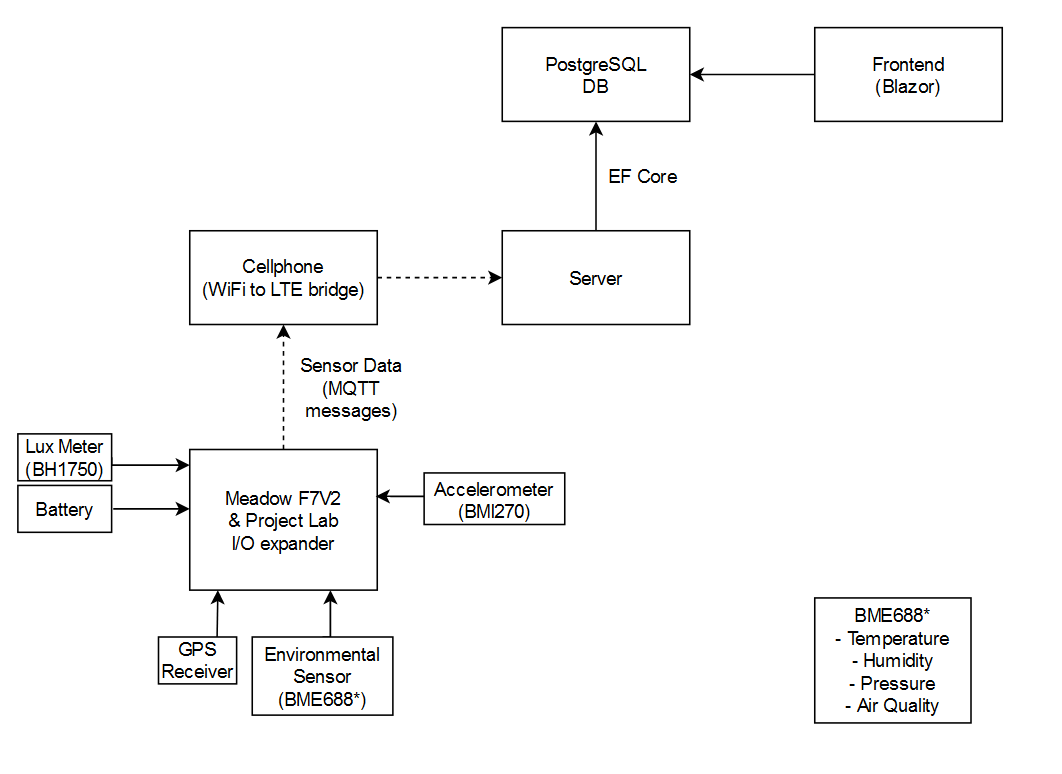 PostgreSQL
DB
Frontend
(Blazor)
EF Core
Cellphone
(WiFi to LTE bridge)
Server
Sensor Data
(MQTT
messages)
Lux Meter
(BH1750)
Battery
Meadow F7V2
& Project Lab
I/O expander
Accelerometer
(BMI270)
GPS
Receiver
Environmental
Sensor
(BME688*)
BME688*
- Temperature
- Humidity
- Pressure
- Air Quality